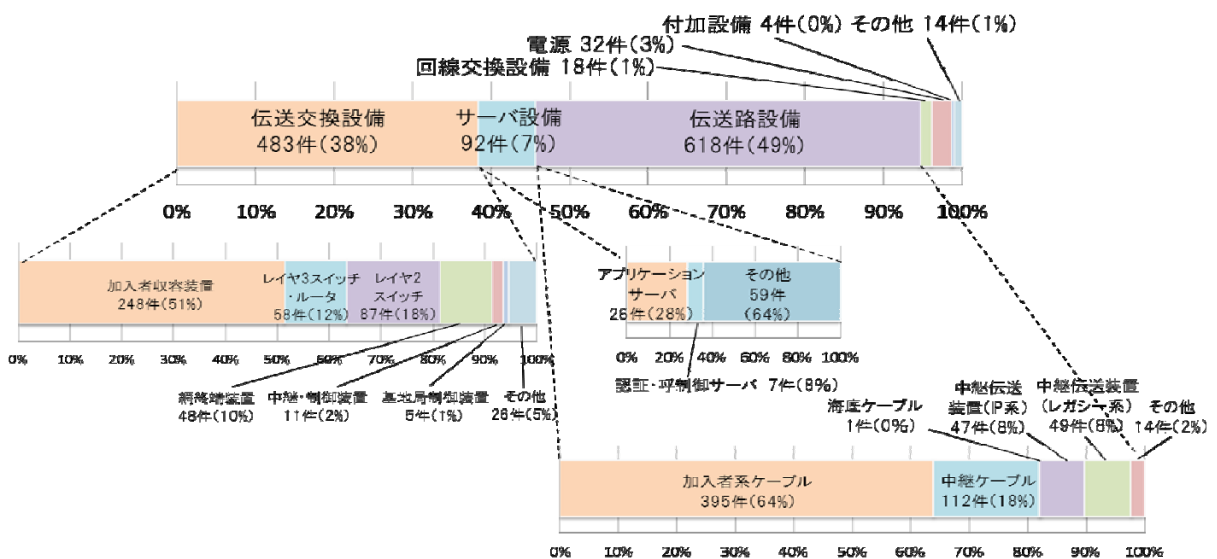 付加設備 4件(0%) その他 14件(1%)
電源 32件(3%)
回線交換設備 18件(1%)
伝送交換設備 サーバ設備 伝送路設備
483件(38%) 92件(7%) 618件(49%)
0% 10% 20% 30% 40% 50% 60% 70% 80% 90% 100%
加入者収容装置
248件(51%)
レイヤ3スイッチ
・ルータ
58件(12%)
レイヤ2
スイッチ
87件(18%)
0% 10% 20% 30% 40% 50% 60% 70% 80% 90% 100%
網終端装置
48件(10%)
中継・制御装置
11件(2%)
基地局制御装置
5件(1%)
その他
26件(5%)
アプリケーション
サーバ
26件(28%)
その他
59件
(64%)
0% 20% 40% 60% 80% 100%
認証・呼制御サーバ 7件(8%)
海底ケーブル
1件(0%)
中継伝送
装置(IP系)
47件(8%)
中継伝送装置
(レガシー系)
49件(8%)
その他
14件(2%)
加入者系ケーブル
395件(64%)
中継ケーブル
112件(18%)
0% 10% 20% 30% 40% 50% 60% 70% 80% 90% 100%